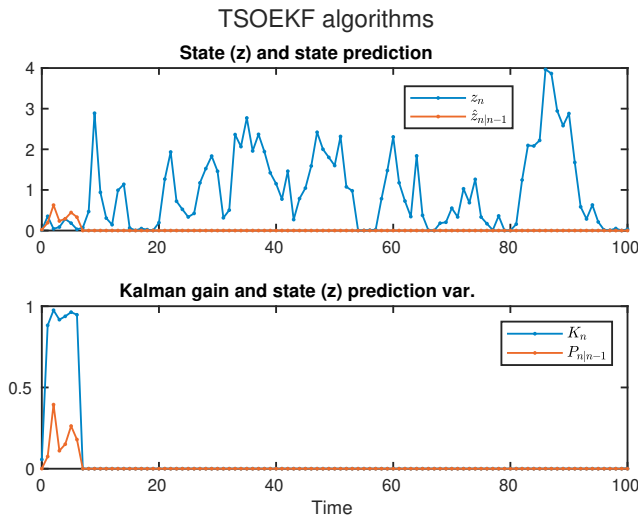 TSOEKF algorithms
State (z) and state prediction
4
3
2
1
0
z_n
ẑ_{n|n−1}
0 20 40 60 80 100
Kalman gain and state (z) prediction var.
1
0.5
0
K_n
P_{n|n−1}
0 20 40 60 80 100
Time